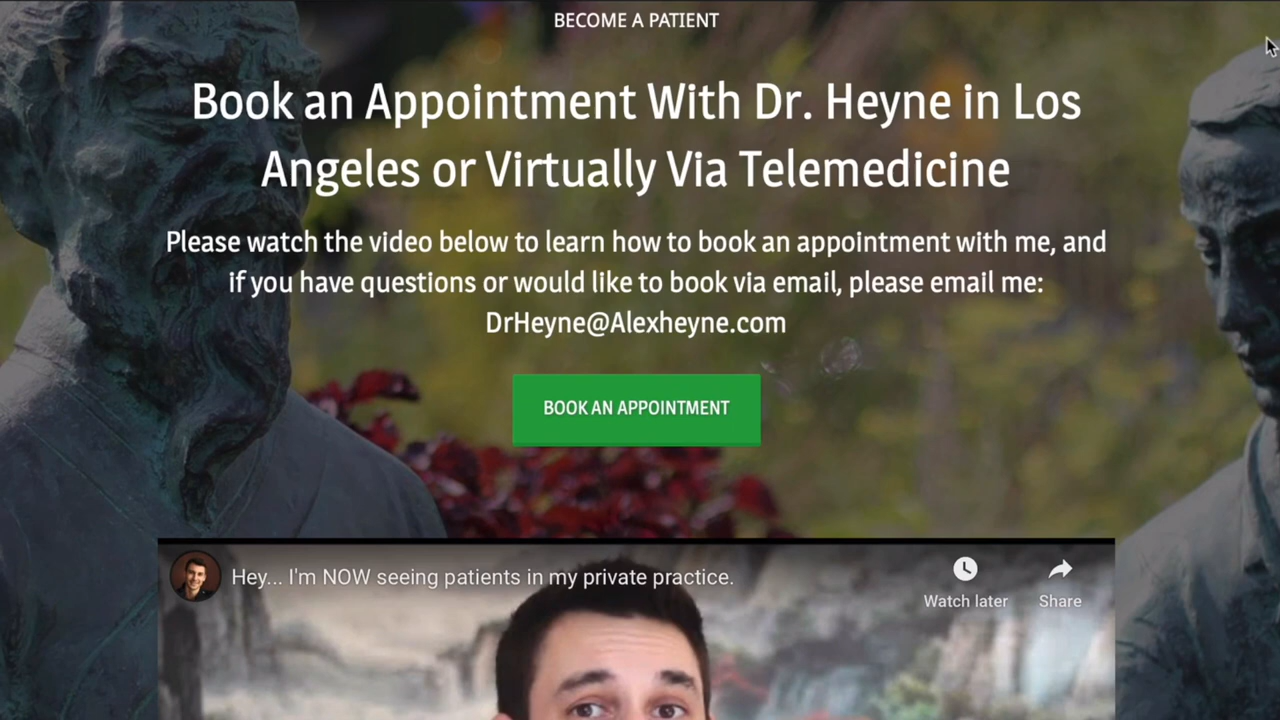 BECOME A PATIENT
Book an Appointment With Dr. Heyne in Los
Angeles or Virtually Via Telemedicine
Please watch the video below to learn how to book an appointment with me, and
if you have questions or would like to book via email, please email me:
DrHeyne@Alexheyne.com
BOOK AN APPOINTMENT
Hey... I'm NOW seeing patients in my private practice.
Watch later
Share